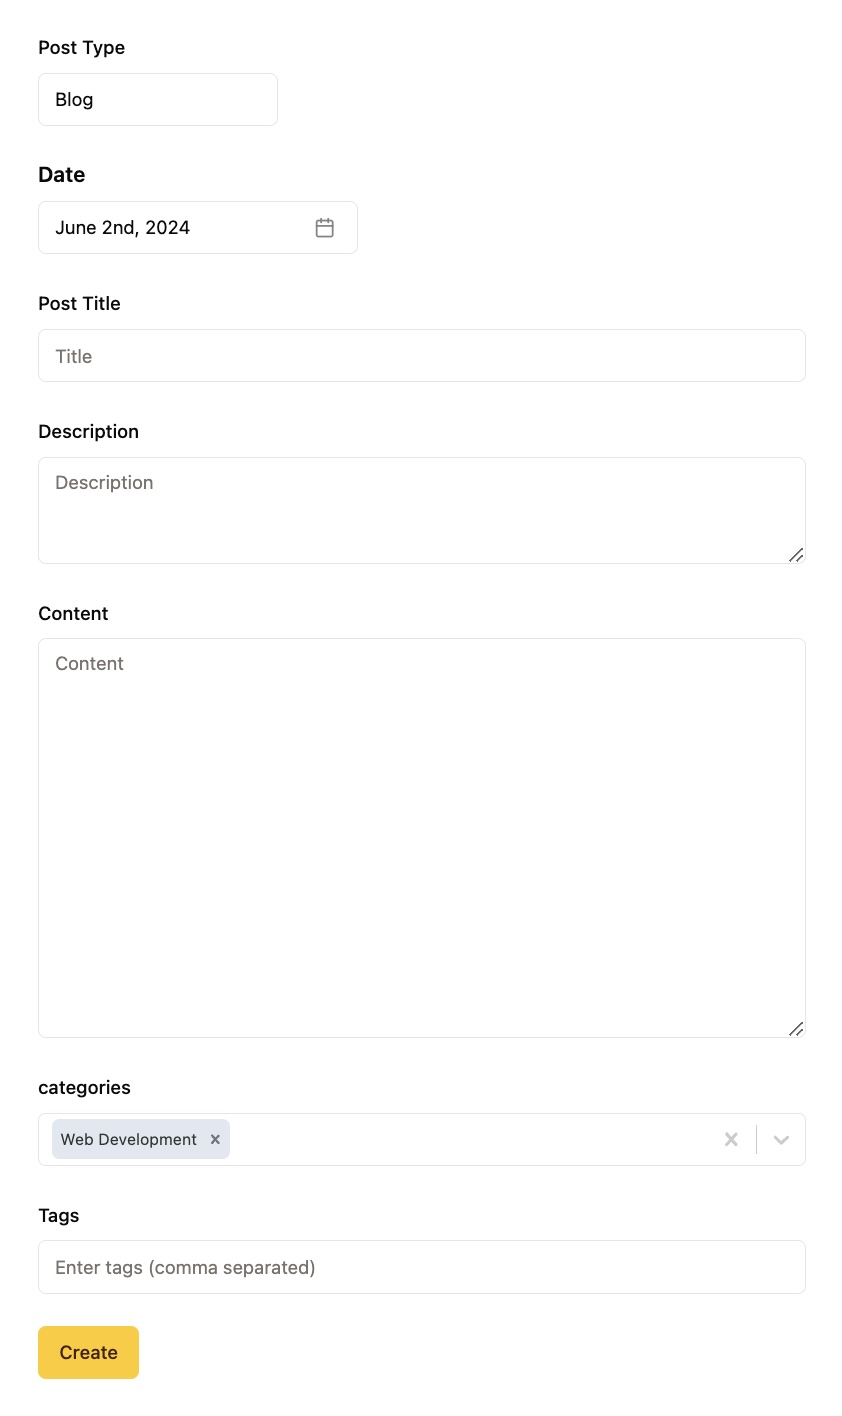 Post Type
Blog
Date
June 2nd, 2024
Post Title
Title
Description
Description
Content
Content
categories
Web Development
Tags
Enter tags (comma separated)
Create